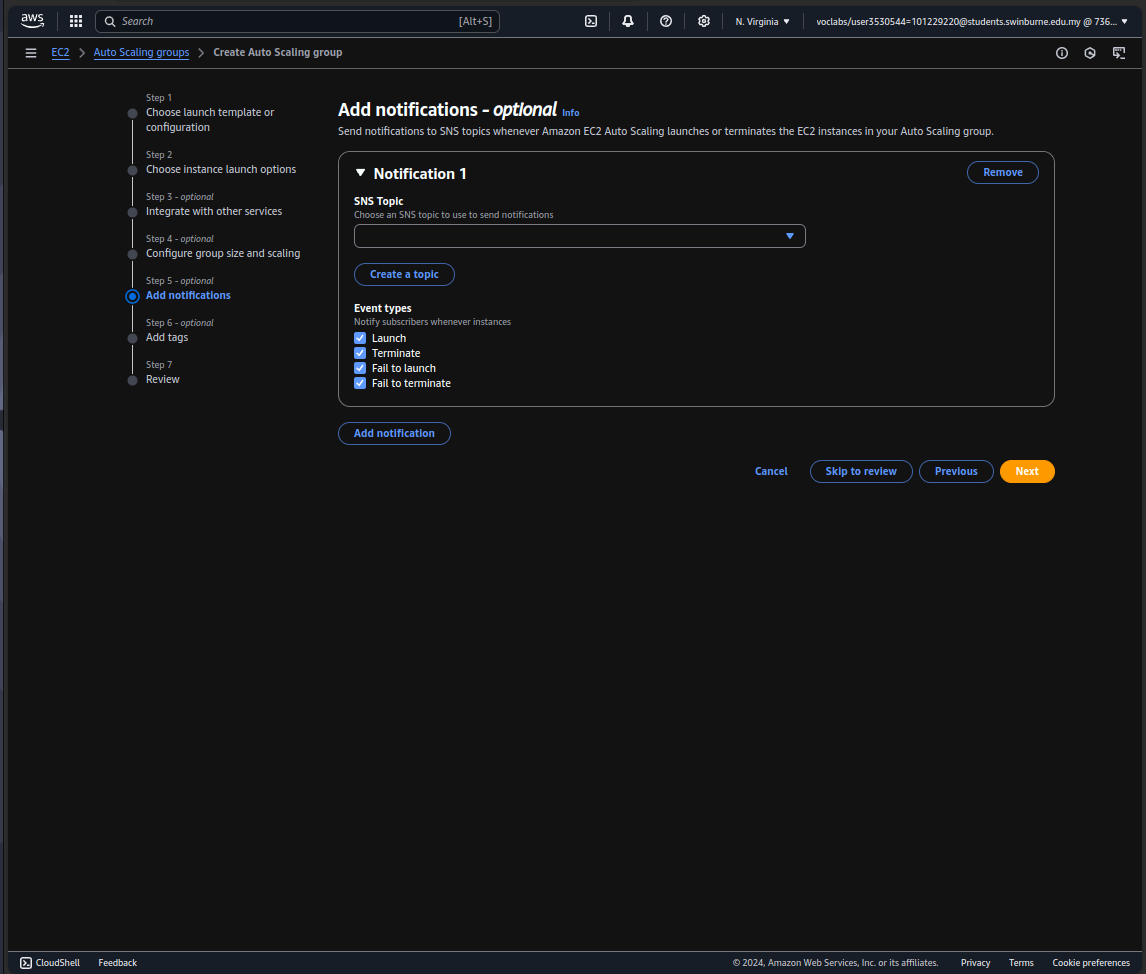 aws
Search [Alt+S]
N. Virginia
voclabs/user3530544=101229220@students.swinburne.edu.my @ 736...
EC2 > Auto Scaling groups > Create Auto Scaling group
Step 1
Choose launch template or
configuration
Step 2
Choose instance launch options
Step 3 - optional
Integrate with other services
Step 4 - optional
Configure group size and scaling
Step 5 - optional
Add notifications
Step 6 - optional
Add tags
Step 7
Review
Add notifications - optional Info
Send notifications to SNS topics whenever Amazon EC2 Auto Scaling launches or terminates the EC2 instances in your Auto Scaling group.
Notification 1
Remove
SNS Topic
Choose an SNS topic to use to send notifications
Create a topic
Event types
Notify subscribers whenever instances
Launch
Terminate
Fail to launch
Fail to terminate
Add notification
Cancel
Skip to review
Previous
Next
CloudShell
Feedback
© 2024, Amazon Web Services, Inc. or its affiliates.
Privacy
Terms
Cookie preferences